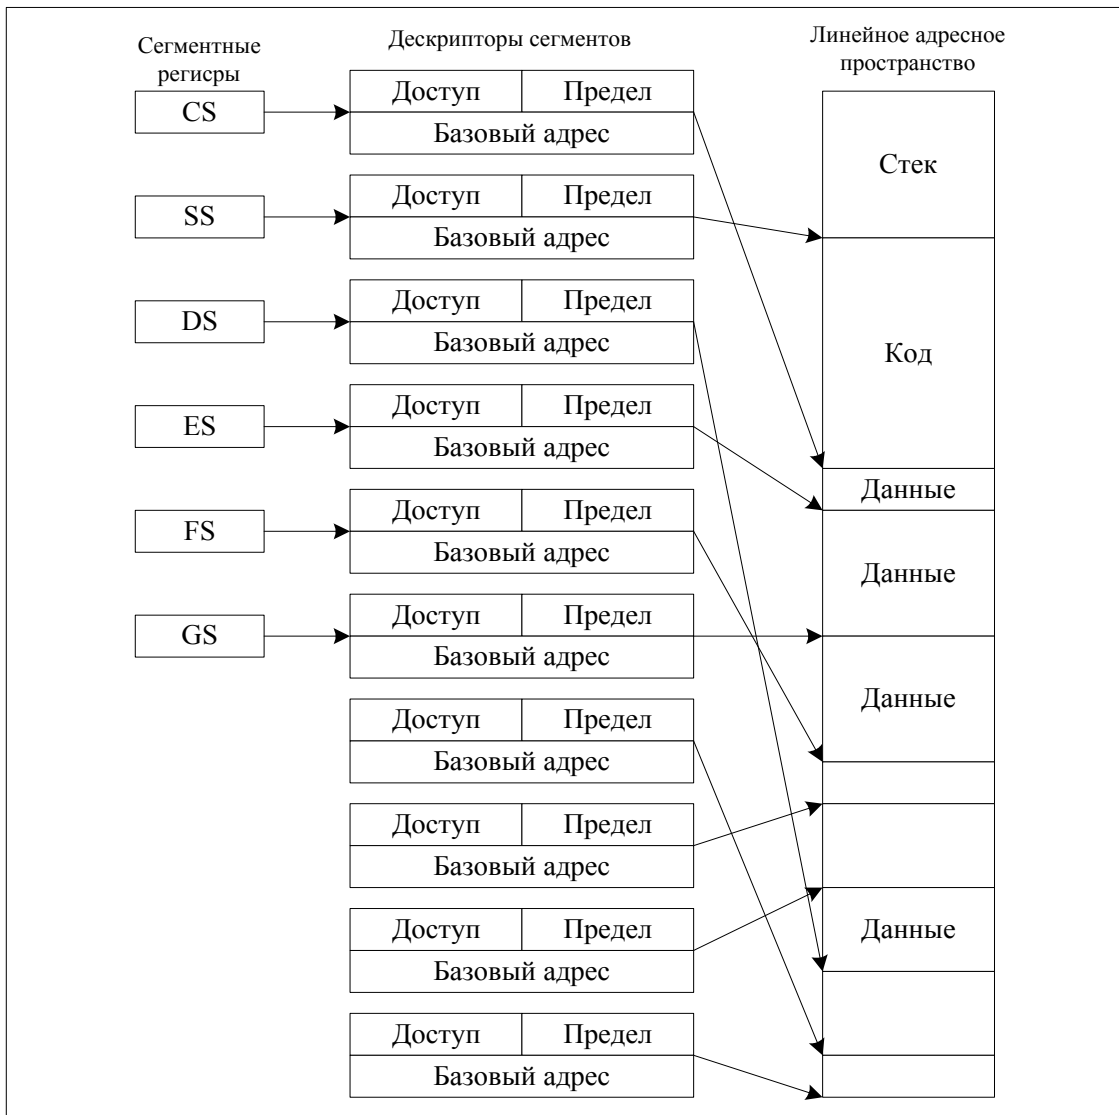 Сегментные
регисры
Дескрипторы сегментов
Линейное адресное
пространство
CS
Доступ Предел
Базовый адрес
Стек
SS
Доступ Предел
Базовый адрес
DS
Доступ Предел
Базовый адрес
Код
ES
Доступ Предел
Базовый адрес
Данные
FS
Доступ Предел
Базовый адрес
Данные
GS
Доступ Предел
Базовый адрес
Данные
Доступ Предел
Базовый адрес
Доступ Предел
Базовый адрес
Доступ Предел
Базовый адрес
Данные
Доступ Предел
Базовый адрес